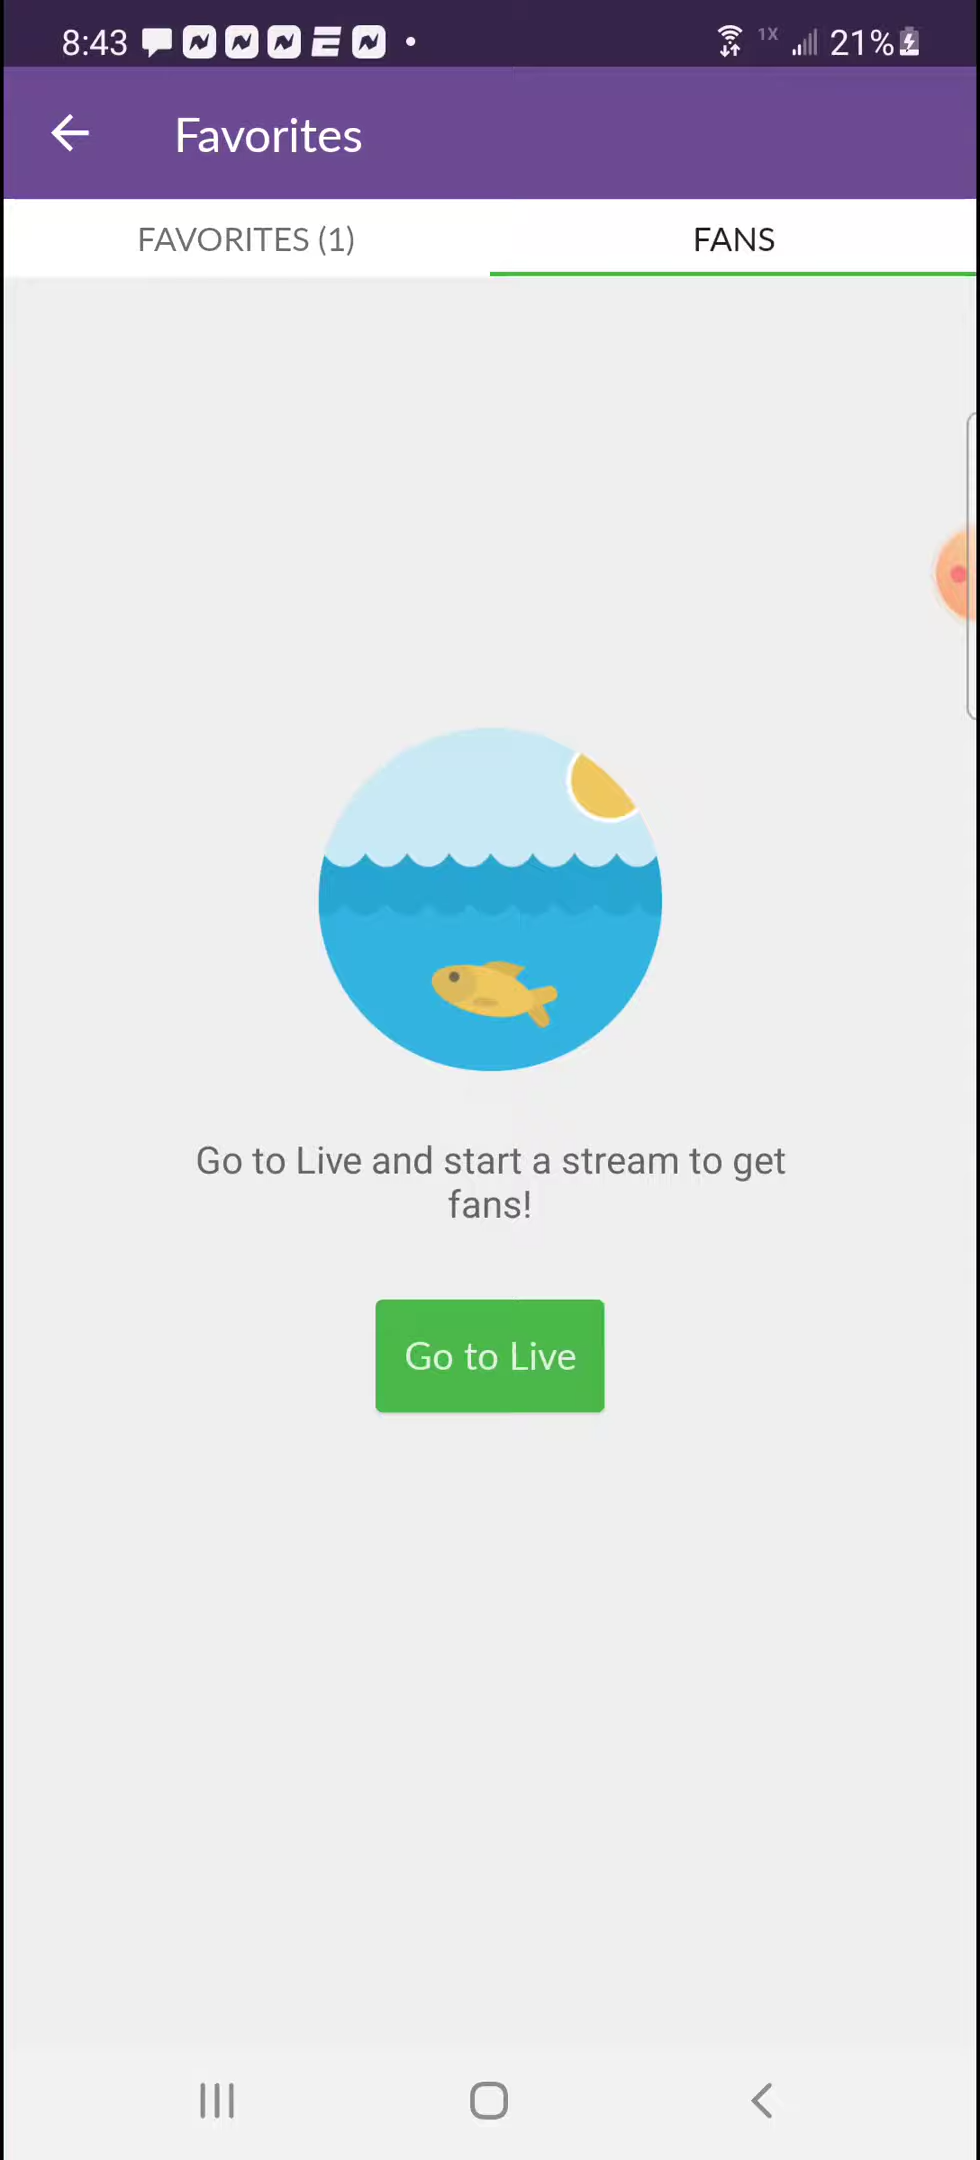 8:43
1X
21%
Favorites
FAVORITES (1)
FANS
Go to Live and start a stream to get
fans!
Go to Live